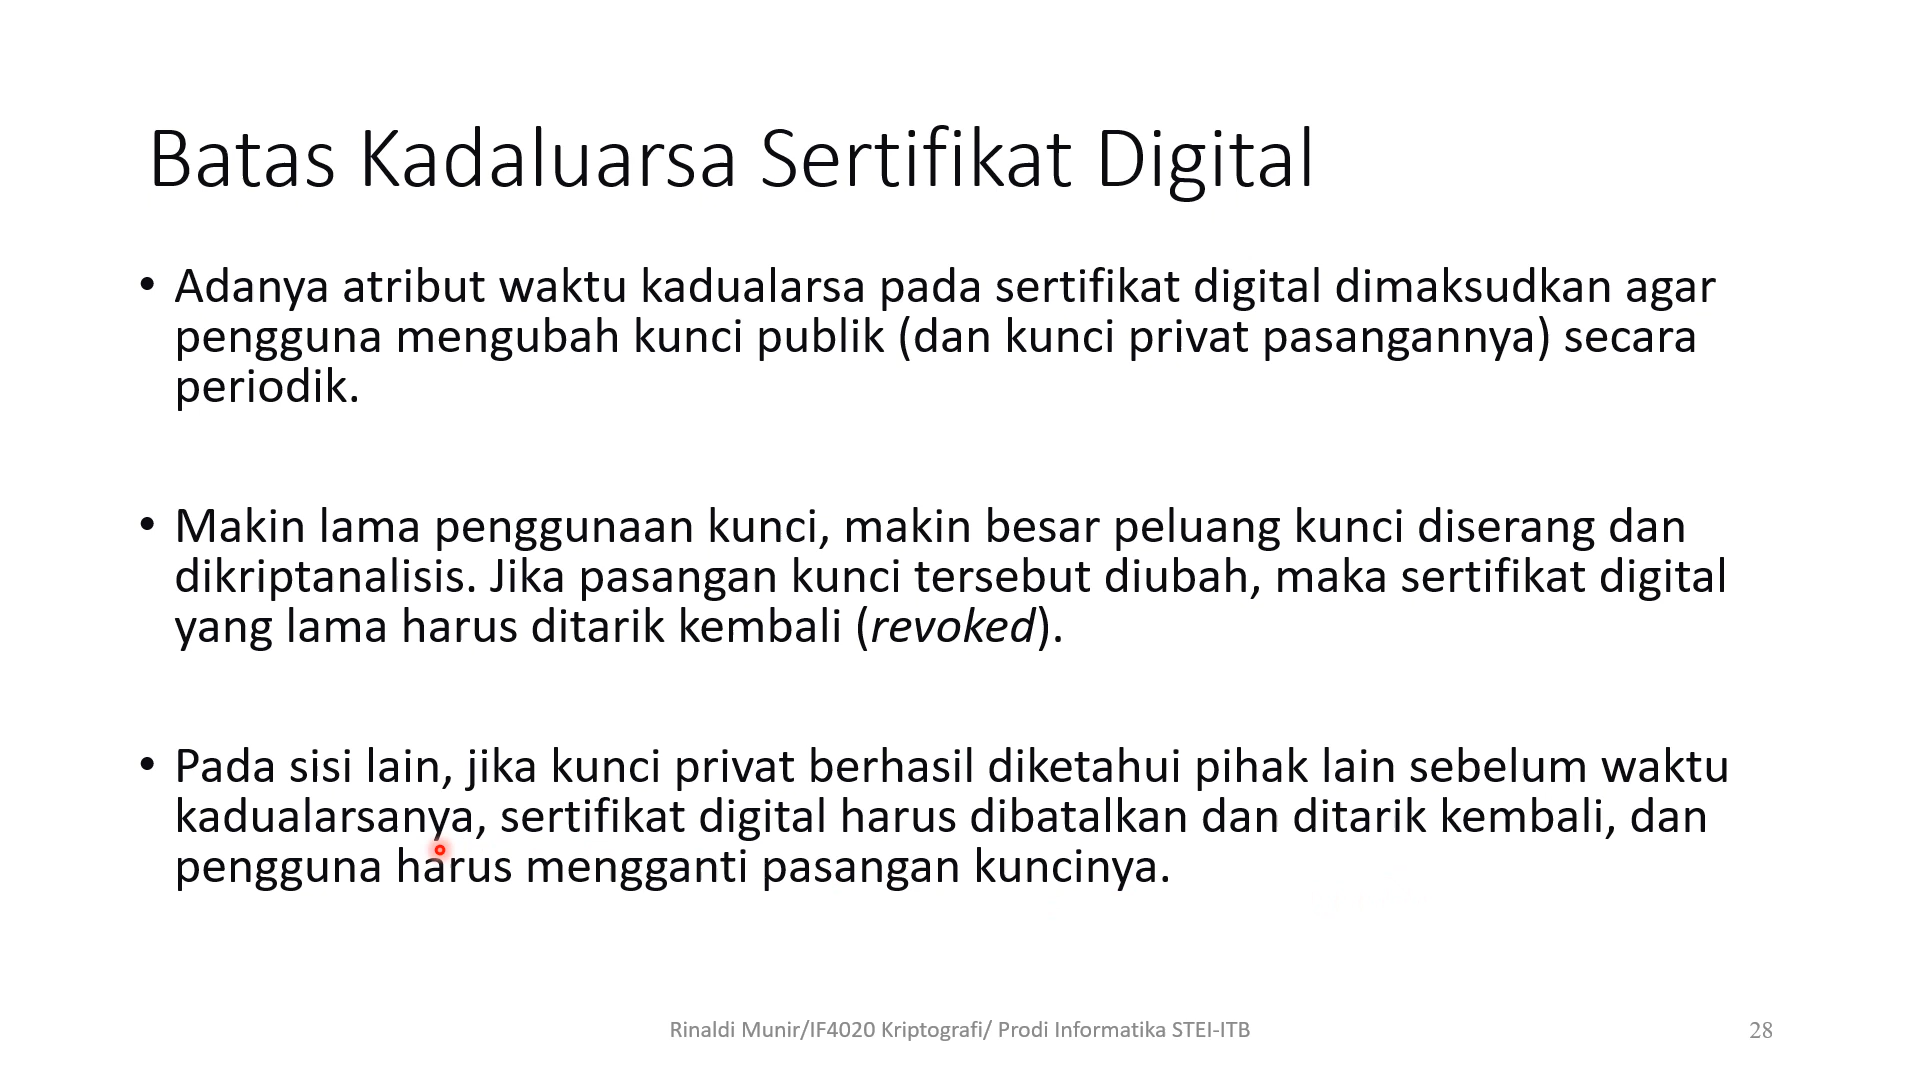 Batas Kadaluarsa Sertifikat Digital
• Adanya atribut waktu kadualarsa pada sertifikat digital dimaksudkan agar
pengguna mengubah kunci publik (dan kunci privat pasangannya) secara
periodik.
• Makin lama penggunaan kunci, makin besar peluang kunci diserang dan
dikriptanalisis. Jika pasangan kunci tersebut diubah, maka sertifikat digital
yang lama harus ditarik kembali (revoked).
• Pada sisi lain, jika kunci privat berhasil diketahui pihak lain sebelum waktu
kadualarsanya, sertifikat digital harus dibatalkan dan ditarik kembali, dan
pengguna harus mengganti pasangan kuncinya.
Rinaldi Munir/IF4020 Kriptografi/ Prodi Informatika STEI-ITB
28